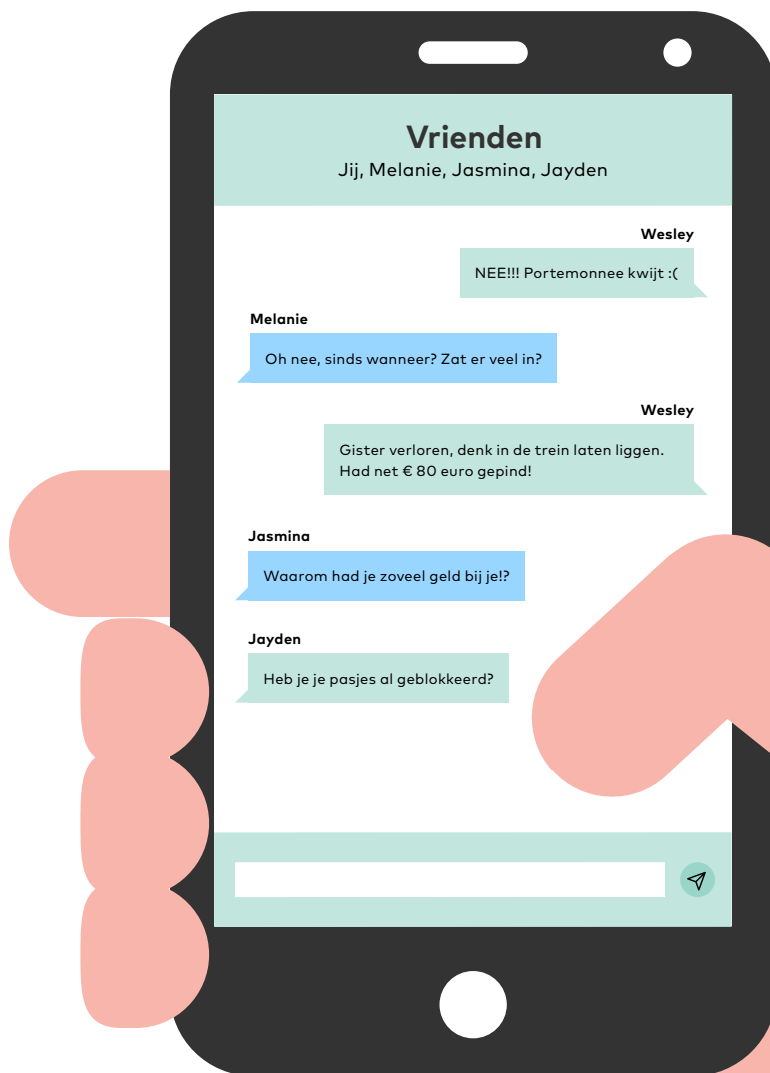 Vrienden
Jij, Melanie, Jasmina, Jayden
Wesley
NEE!!! Portemonnee kwijt :(
Melanie
Oh nee, sinds wanneer? Zat er veel in?
Wesley
Gister verloren, denk in de trein laten liggen.
Had net € 80 euro gepind!
Jasmina
Waarom had je zoveel geld bij je!?
Jayden
Heb je je pasjes al geblokkeerd?